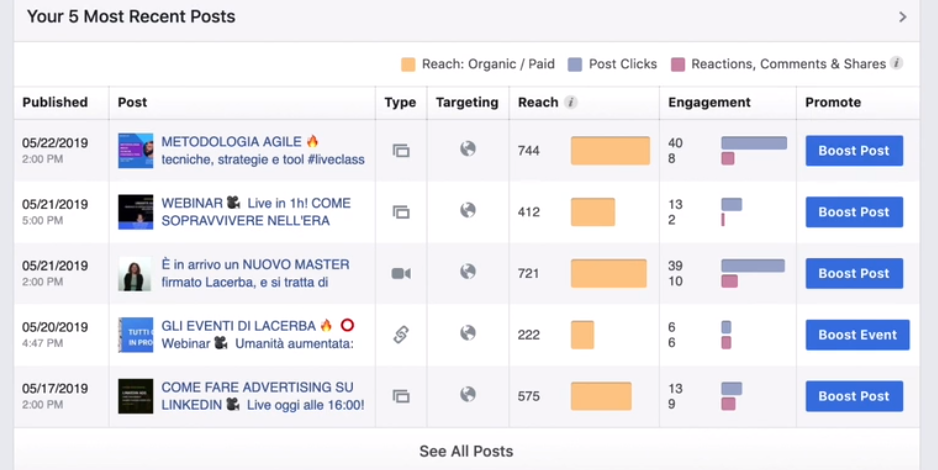 Your 5 Most Recent Posts
Reach: Organic / Paid Post Clicks Reactions, Comments & Shares i
Published Post Type Targeting Reach i Engagement Promote
05/22/2019 METODOLOGIA AGILE 🔥 744 40 Boost Post
2:00 PM tecniche, strategie e tool #liveclass 8
05/21/2019 WEBINAR 🎥 Live in 1h! COME 412 13 Boost Post
5:00 PM SOPRAVVIVERE NELL'ERA 2
05/21/2019 È in arrivo un NUOVO MASTER 721 39 Boost Post
2:00 PM firmato Lacerba, e si tratta di 10
TUTTI
IN PRO
05/20/2019 GLI EVENTI DI LACERBA 🔥 ⭕ 222 6 Boost Event
4:47 PM Webinar 🎥 Umanità aumentata: 6
05/17/2019 COME FARE ADVERTISING SU 575 13 Boost Post
2:00 PM LINKEDIN 🎥 Live oggi alle 16:00! 9
See All Posts